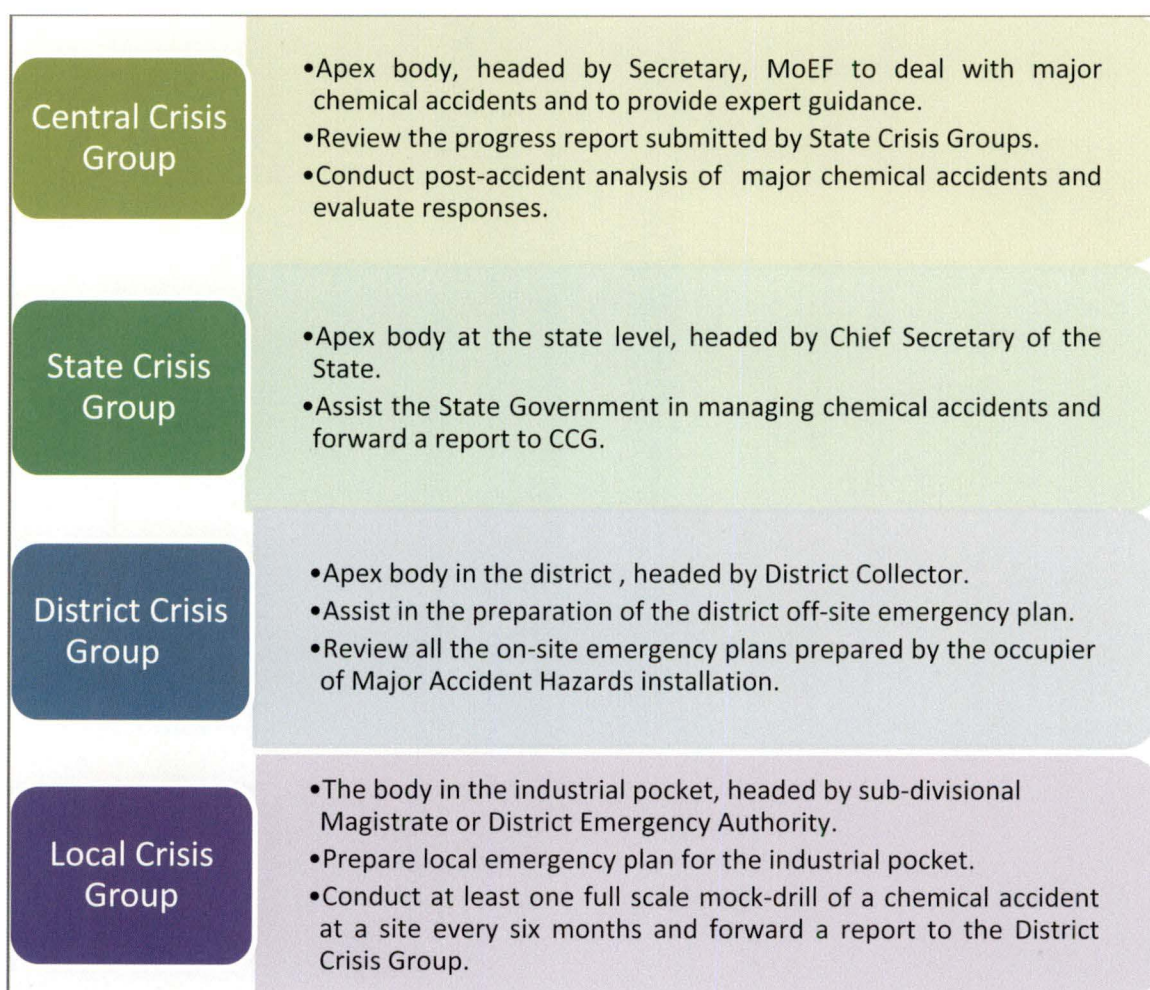 Central Crisis
Group
•Apex body, headed by Secretary, MoEF to deal with major
chemical accidents and to provide expert guidance.
•Review the progress report submitted by State Crisis Groups.
•Conduct post-accident analysis of major chemical accidents and
evaluate responses.
State Crisis
Group
•Apex body at the state level, headed by Chief Secretary of the
State.
•Assist the State Government in managing chemical accidents and
forward a report to CCG.
District Crisis
Group
•Apex body in the district , headed by District Collector.
•Assist in the preparation of the district off-site emergency plan.
•Review all the on-site emergency plans prepared by the occupier
of Major Accident Hazards installation.
Local Crisis
Group
•The body in the industrial pocket, headed by sub-divisional
Magistrate or District Emergency Authority.
•Prepare local emergency plan for the industrial pocket.
•Conduct at least one full scale mock-drill of a chemical accident
at a site every six months and forward a report to the District
Crisis Group.